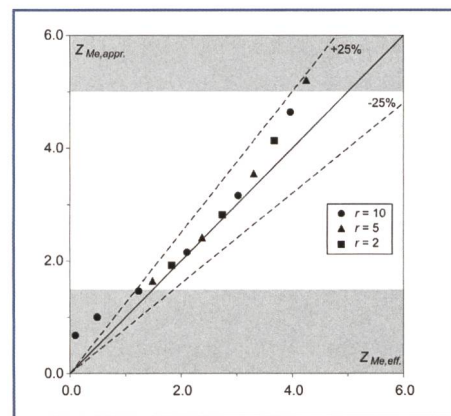 6.0
Z Me,appr.
+25%
-25%
4.0
r = 10
r = 5
r = 2
2.0
0.0
Z Me,eff.
0.0 2.0 4.0 6.0